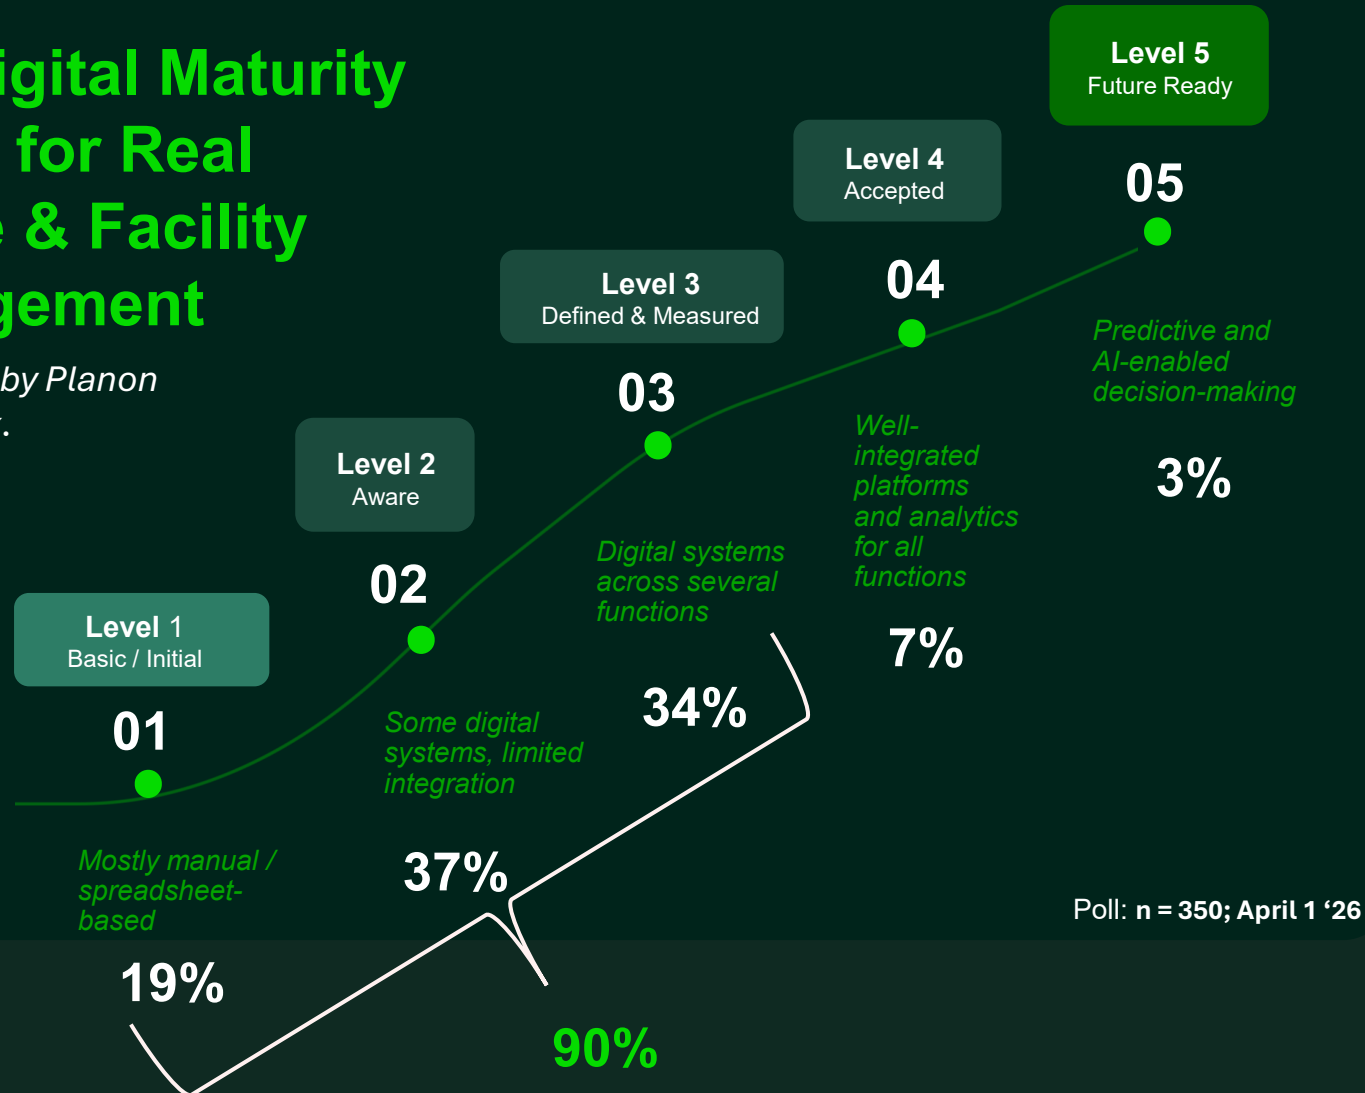 igital Maturity
for Real
& Facility
gement
by Planon
Level 5
Future Ready
05
Predictive and
AI-enabled
decision-making
3%
Level 4
Accepted
04
Well-
integrated
platforms
and analytics
for all
functions
7%
Level 3
Defined & Measured
03
Digital systems
across several
functions
34%
Level 2
Aware
02
Some digital
systems, limited
integration
37%
Level 1
Basic / Initial
01
Mostly manual /
spreadsheet-
based
19%
90%
Poll: n = 350; April 1 ‘26